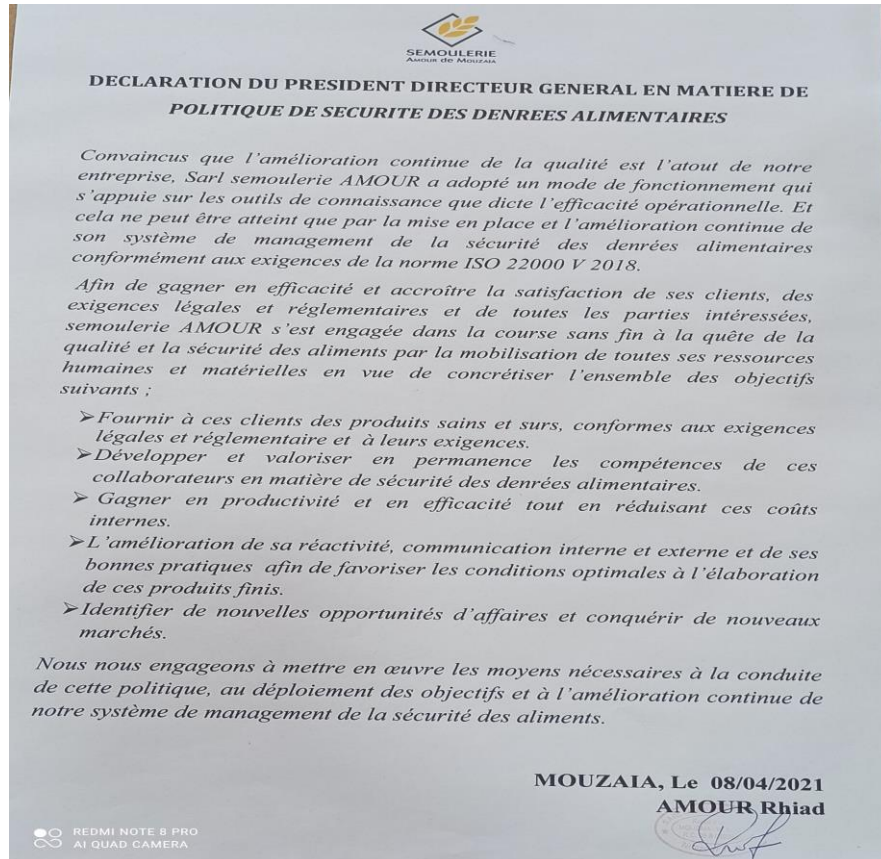 SEMOULERIE
AMOUR de MOUZAIA
DECLARATION DU PRESIDENT DIRECTEUR GENERAL EN MATIERE DE
POLITIQUE DE SECURITE DES DENREES ALIMENTAIRES
Convaincus que l'amélioration continue de la qualité est l'atout de notre
entreprise, Sarl semoulerie AMOUR a adopté un mode de fonctionnement qui
s'appuie sur les outils de connaissance que dicte l'efficacité opérationnelle. Et
cela ne peut être atteint que par la mise en place et l'amélioration continue de
son système de management de la sécurité des denrées alimentaires
conformément aux exigences de la norme ISO 22000 V 2018.
Afin de gagner en efficacité et accroître la satisfaction de ses clients, des
exigences légales et réglementaires et de toutes les parties intéressées,
semoulerie AMOUR s'est engagée dans la course sans fin à la quête de la
qualité et la sécurité des aliments par la mobilisation de toutes ses ressources
humaines et matérielles en vue de concrétiser l'ensemble des objectifs
suivants ;
➢Fournir à ces clients des produits sains et surs, conformes aux exigences
légales et réglementaire et à leurs exigences.
➢Développer et valoriser en permanence les compétences de ces
collaborateurs en matière de sécurité des denrées alimentaires.
➢ Gagner en productivité et en efficacité tout en réduisant ces coûts
internes.
➢L'amélioration de sa réactivité, communication interne et externe et de ses
bonnes pratiques afin de favoriser les conditions optimales à l'élaboration
de ces produits finis.
➢Identifier de nouvelles opportunités d'affaires et conquérir de nouveaux
marchés.
Nous nous engageons à mettre en œuvre les moyens nécessaires à la conduite
de cette politique, au déploiement des objectifs et à l'amélioration continue de
notre système de management de la sécurité des aliments.
MOUZAIA, Le 08/04/2021
AMOUR Rhiad
REDMI NOTE 8 PRO
AI QUAD CAMERA